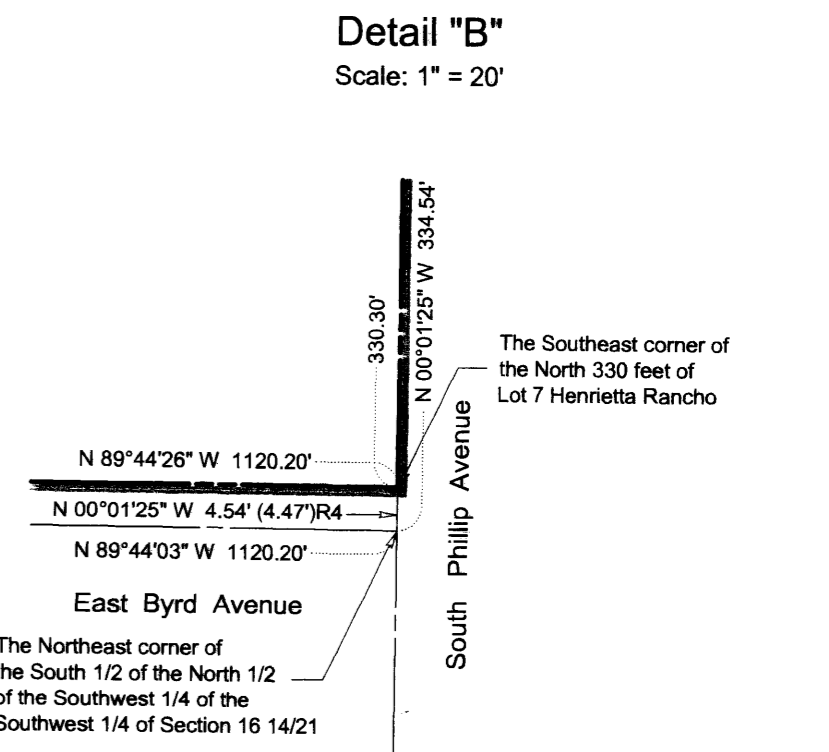 Detail "B"
Scale: 1" = 20'
N 00°01'25" W 334.54'
330.30'
The Southeast corner of
the North 330 feet of
Lot 7 Henrietta Rancho
N 89°44'26" W 1120.20'
N 00°01'25" W 4.54' (4.47')R4
N 89°44'03" W 1120.20'
South Phillip Avenue
East Byrd Avenue
The Northeast corner of
the South 1/2 of the North 1/2
of the Southwest 1/4 of the
Southwest 1/4 of Section 16 14/21